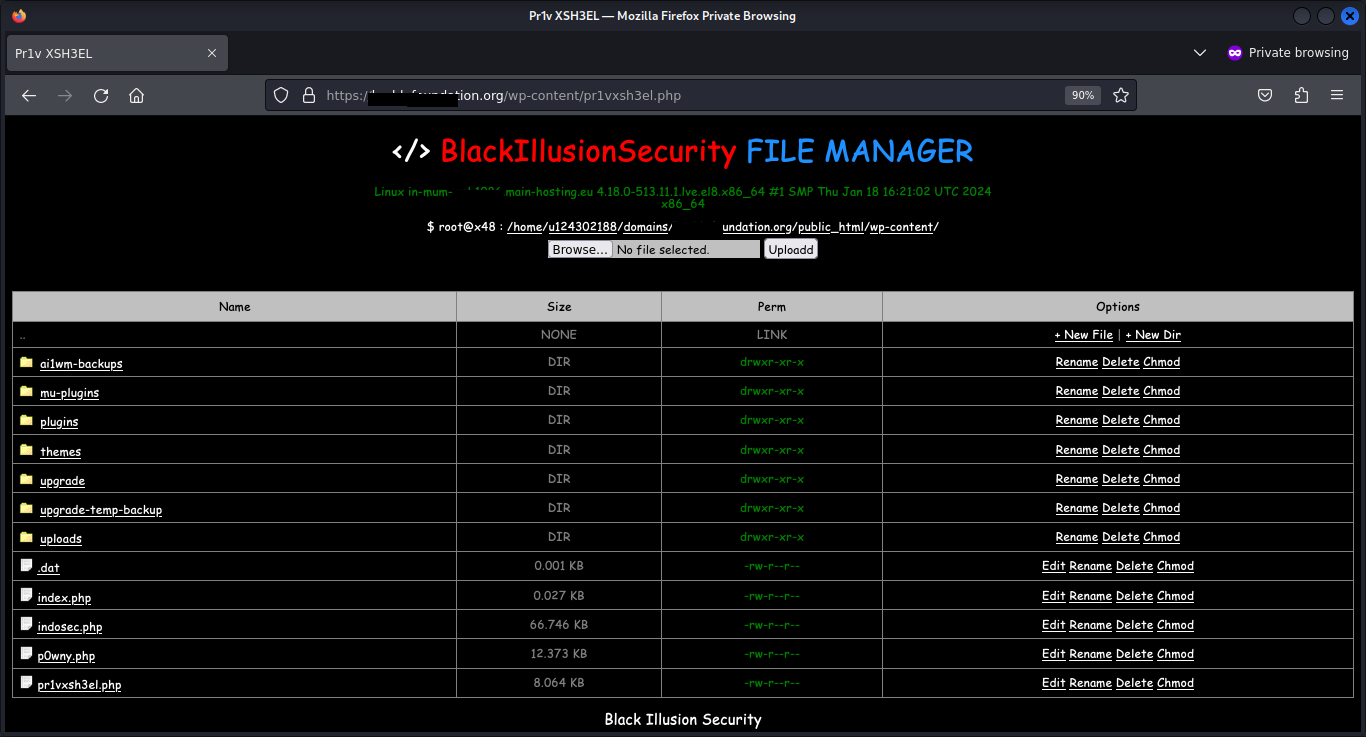 Pr1v XSH3EL — Mozilla Firefox Private Browsing
Pr1v XSH3EL
Private browsing
https:/ foundation.org/wp-content/pr1vxsh3el.php 90%
</> BlackIllusionSecurity FILE MANAGER
Linux in-mum- .main-hosting.eu 4.18.0-513.11.1.lve.el8.x86_64 #1 SMP Thu Jan 18 16:21:02 UTC 2024
x86_64
$ root@x48 : /home/u124302188/domains/ undation.org/public_html/wp-content/
Browse... No file selected. Uploadd
Name Size Perm Options
.. NONE LINK + New File | + New Dir
ai1wm-backups DIR drwxr-xr-x Rename Delete Chmod
mu-plugins DIR drwxr-xr-x Rename Delete Chmod
plugins DIR drwxr-xr-x Rename Delete Chmod
themes DIR drwxr-xr-x Rename Delete Chmod
upgrade DIR drwxr-xr-x Rename Delete Chmod
upgrade-temp-backup DIR drwxr-xr-x Rename Delete Chmod
uploads DIR drwxr-xr-x Rename Delete Chmod
.dat 0.001 KB -rw-r--r-- Edit Rename Delete Chmod
index.php 0.027 KB -rw-r--r-- Edit Rename Delete Chmod
indosec.php 66.746 KB -rw-r--r-- Edit Rename Delete Chmod
p0wny.php 12.373 KB -rw-r--r-- Edit Rename Delete Chmod
pr1vxsh3el.php 8.064 KB -rw-r--r-- Edit Rename Delete Chmod
Black Illusion Security